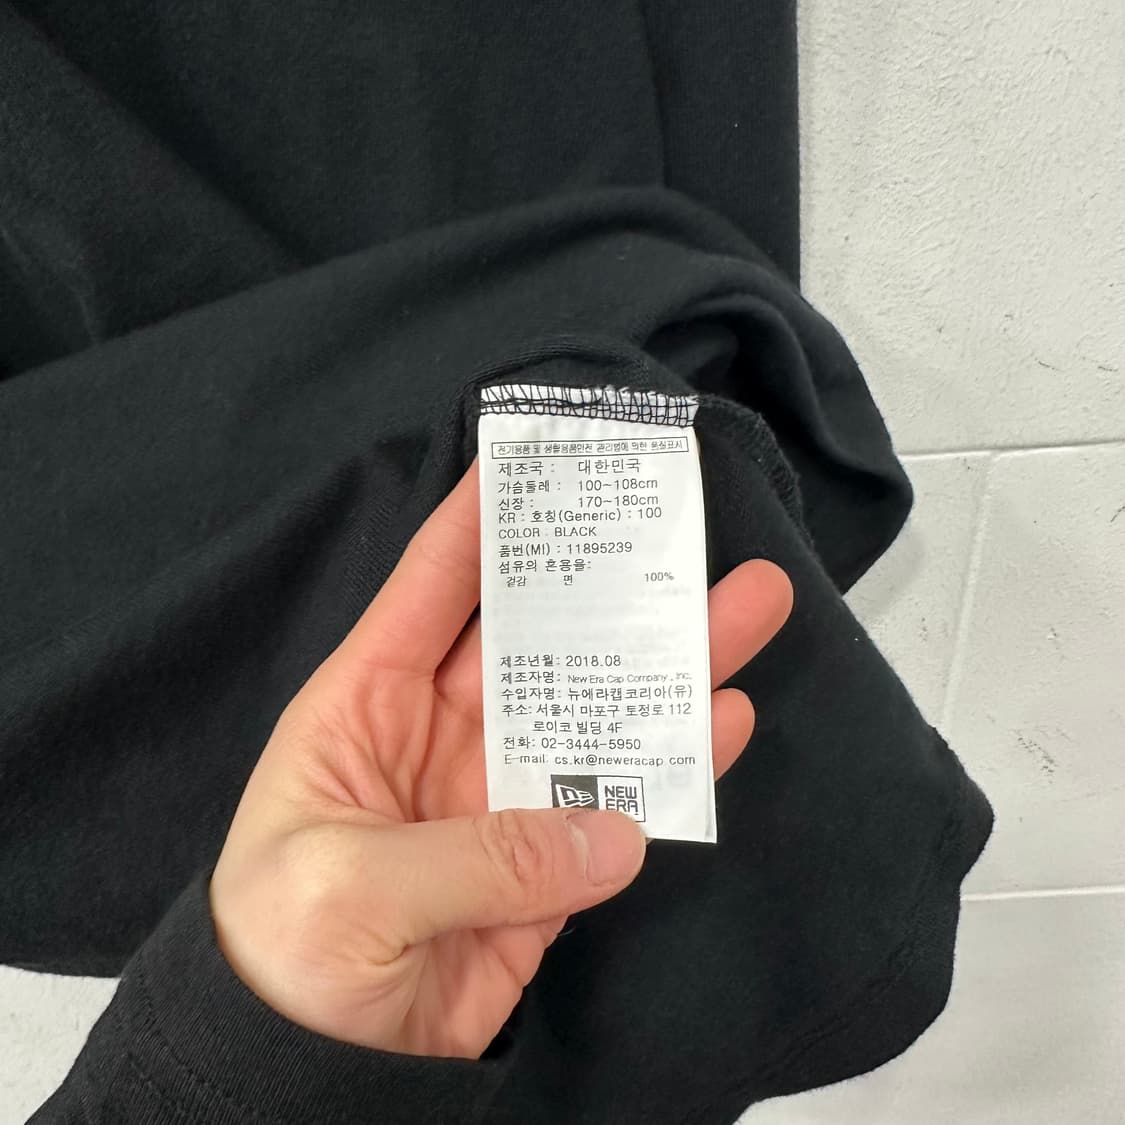 전기용품 및 생활용품안전 관리법에 의한 품질표시
제조국 : 대한민국
가슴둘레 : 100~108cm
신장 : 170~180cm
KR : 호칭(Generic) : 100
COLOR : BLACK
품번(MI) : 11895239
섬유의 혼용율:
겉감 면 100%
제조년월: 2018.08
제조자명: New Era Cap Company , Inc.
수입자명: 뉴에라캡코리아(유)
주소: 서울시 마포구 토정로 112
로이코 빌딩 4F
전화: 02-3444-5950
E-mail: cs.kr@neweracap.com
NEW
ERA